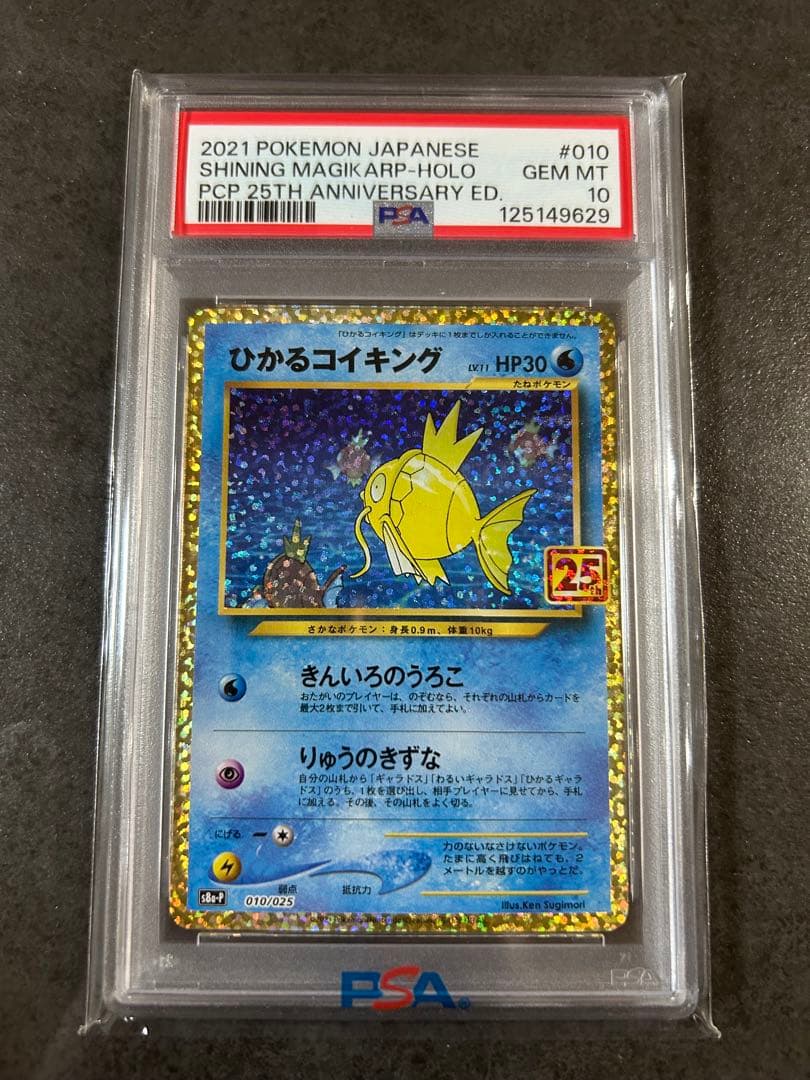 2021 POKEMON JAPANESE #010
SHINING MAGIKARP-HOLO GEM MT
PCP 25TH ANNIVERSARY ED. 10
PSA 125149629
「ひかるコイキング」はデッキに1枚までしか入れることができません。
ひかるコイキング LV.11 HP30
たねポケモン
25th
さかなポケモン:身長0.9m、体重10kg
きんいろのうろこ
おたがいのプレイヤーは、のぞむなら、それぞれの山札からカードを
最大2枚まで引いて、手札に加えてよい。
りゅうのきずな
自分の山札から「ギャラドス」「わるいギャラドス」「ひかるギャラ
ドス」のうち、1枚を選び出し、相手プレイヤーに見せてから、手札
に加える。その後、その山札をよく切る。
にげる
力のないなさけないポケモン。
たまに高く飛びはねても、2
メートルを越すのがやっとだ。
弱点 抵抗力
s8a-P 010/025
Illus.Ken Sugimori
PSA
PSA®